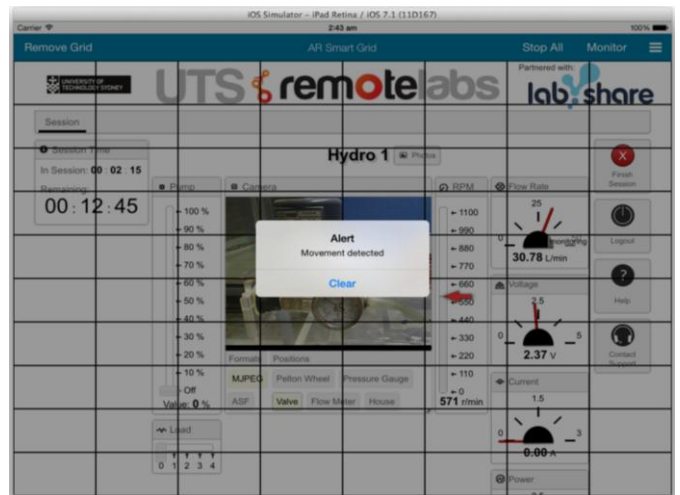 iOS Simulator - iPad Retina / iOS 7.1 (11D167)
Carrier 2:43 am 100%
Remove Grid AR Smart Grid Stop All Monitor
UNIVERSITY OF
TECHNOLOGY SYDNEY
UTS remotelabs
Partnered with:
labshare
Session
Session Time
In Session: 00 : 02 : 15
Remaining:
00 : 12 : 45
Hydro 1 Photos
Pump
100 %
90 %
80 %
70 %
60 %
50 %
40 %
30 %
20 %
10 %
Off
Value: 0 %
Load
0 1 2 3 4
Camera
Alert
Movement detected
Clear
Formats Positions
MJPEG Pelton Wheel Pressure Gauge
ASF Valve Flow Meter House
RPM
1100
990
880
770
660
550
440
330
220
110
0
571 r/min
Flow Rate
25
0 monitoring
30.78 L/min
Voltage
2.5
0 5
2.37 V
Current
1.5
0 3
0.00 A
Power
Finish
Session
Logout
Help
Contact
Support